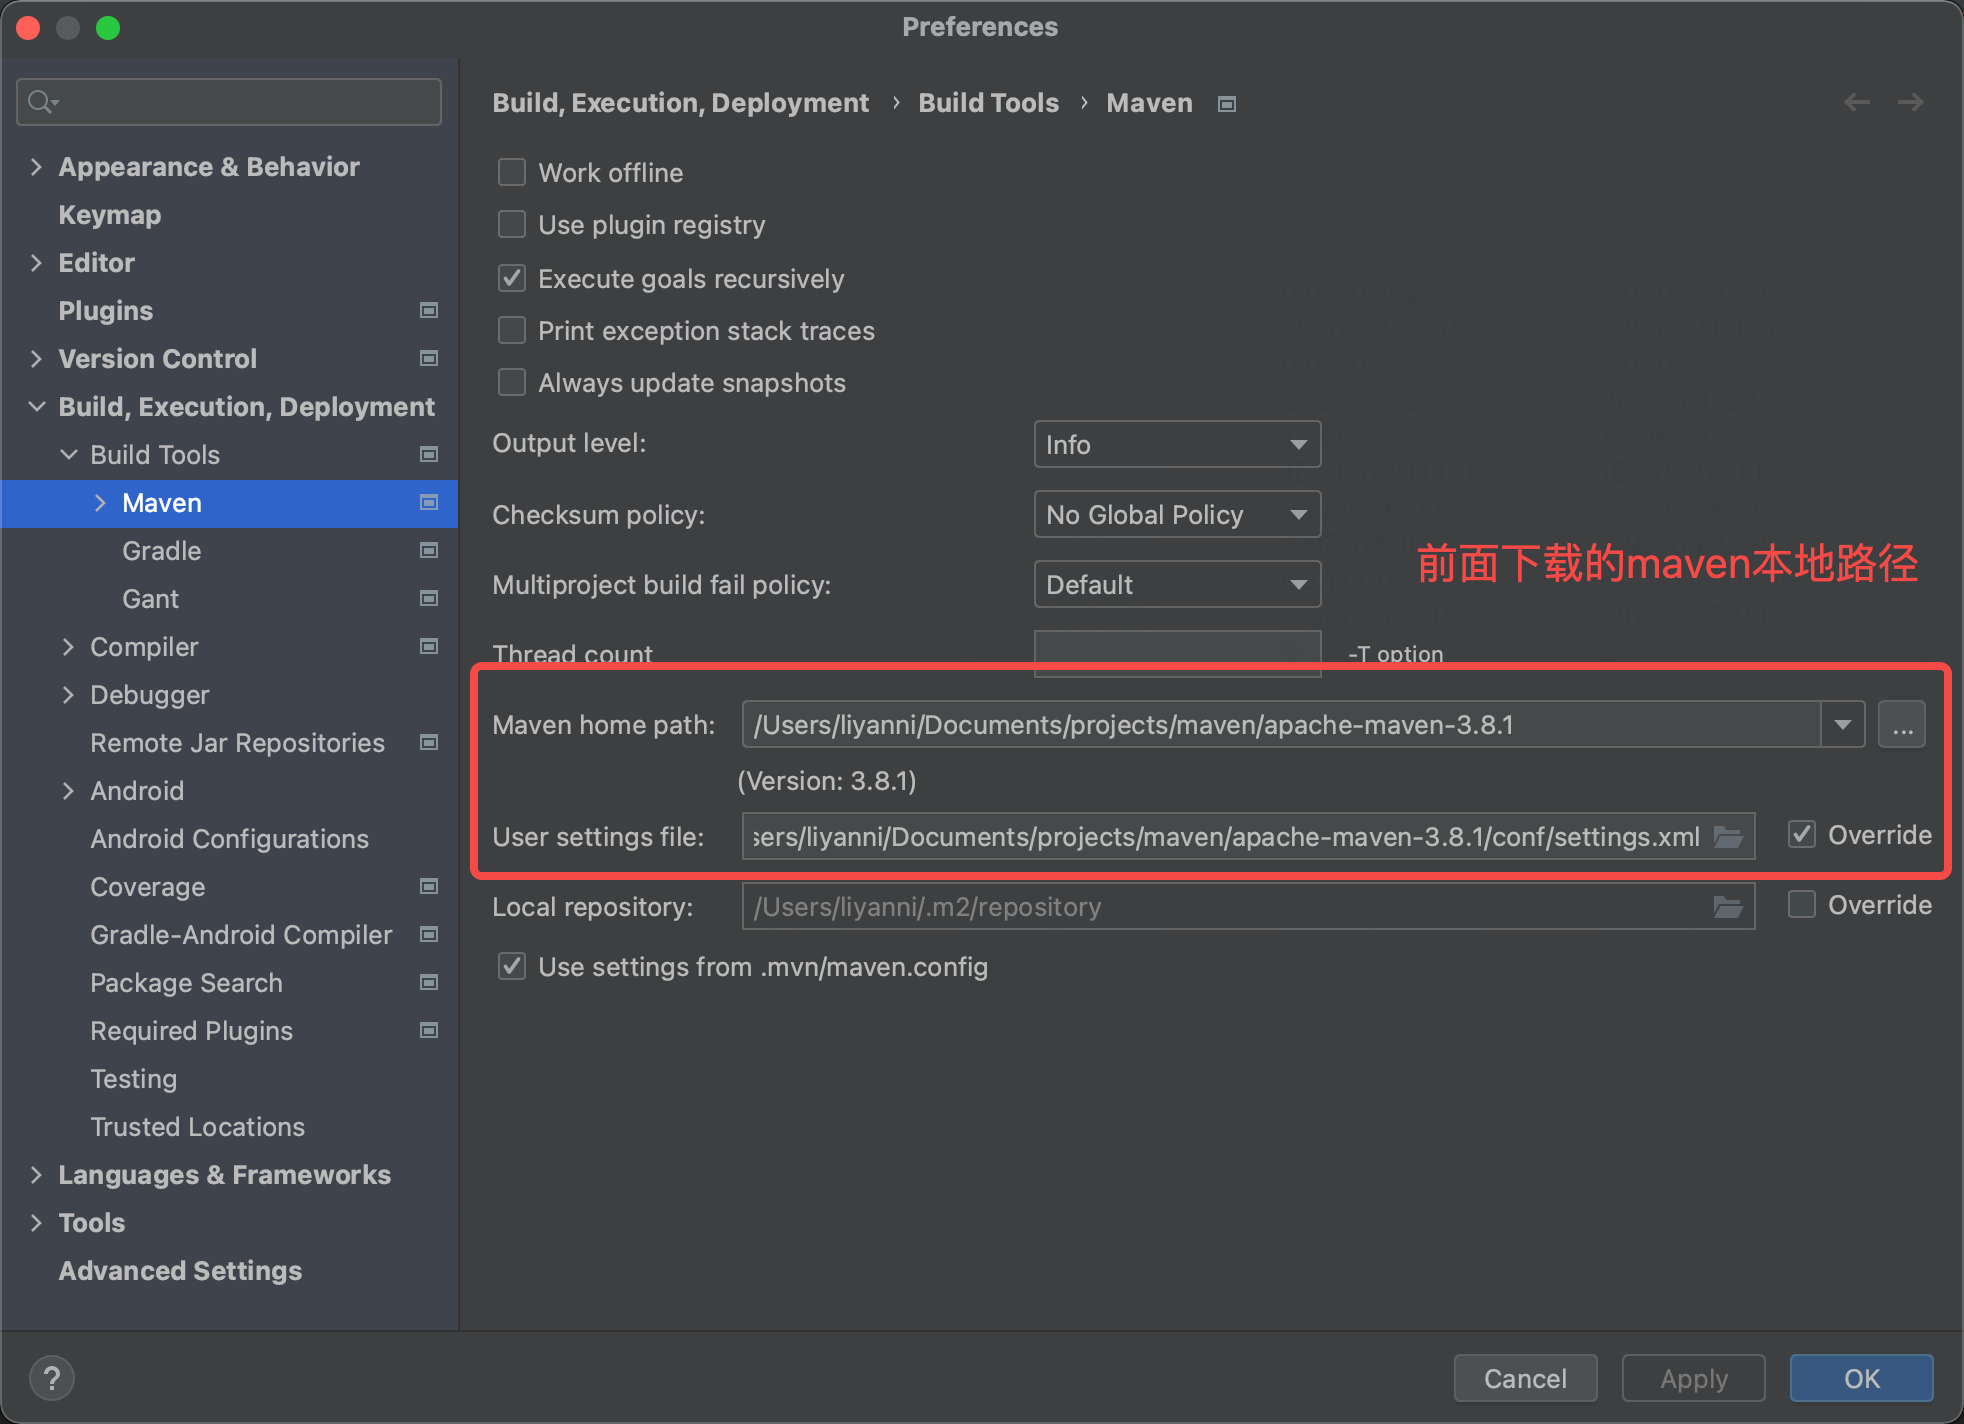 Preferences
Appearance & Behavior
Keymap
Editor
Plugins
Version Control
Build, Execution, Deployment
Build Tools
Maven
Gradle
Gant
Compiler
Debugger
Remote Jar Repositories
Android
Android Configurations
Coverage
Gradle-Android Compiler
Package Search
Required Plugins
Testing
Trusted Locations
Languages & Frameworks
Tools
Advanced Settings
Build, Execution, Deployment › Build Tools › Maven
Work offline
Use plugin registry
Execute goals recursively
Print exception stack traces
Always update snapshots
Output level: Info
Checksum policy: No Global Policy
前面下载的maven本地路径
Multiproject build fail policy: Default
Thread count -T option
Maven home path: /Users/liyanni/Documents/projects/maven/apache-maven-3.8.1 ...
(Version: 3.8.1)
User settings file: sers/liyanni/Documents/projects/maven/apache-maven-3.8.1/conf/settings.xml Override
Local repository: /Users/liyanni/.m2/repository Override
Use settings from .mvn/maven.config
? Cancel Apply OK